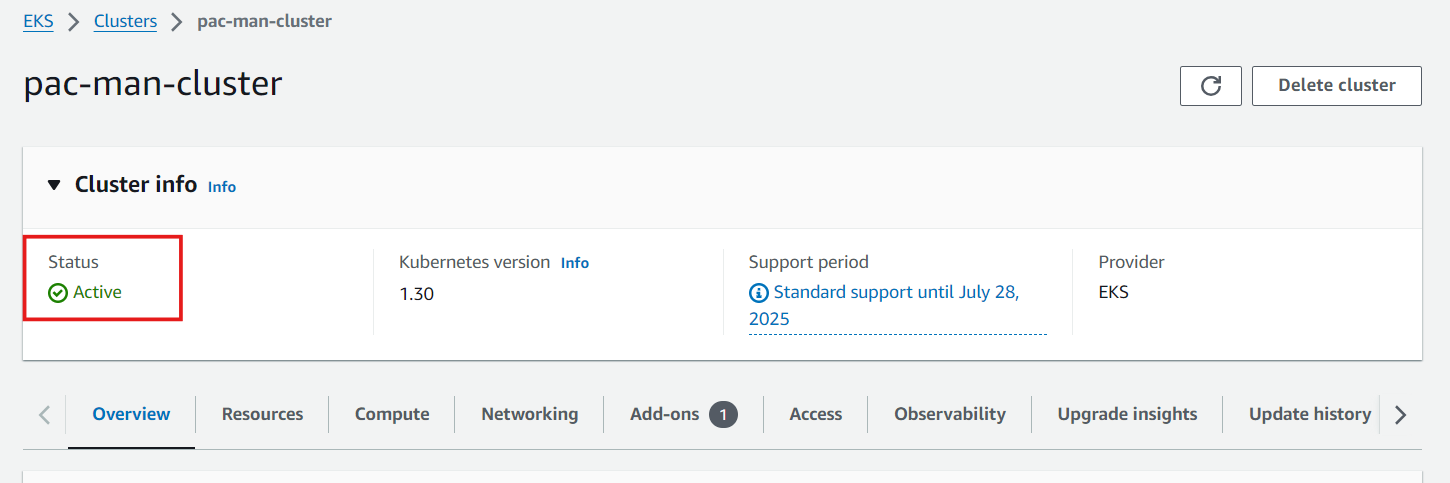 EKS > Clusters > pac-man-cluster
pac-man-cluster
Delete cluster
Cluster info Info
Status
Active
Kubernetes version Info
1.30
Support period
Standard support until July 28,
2025
Provider
EKS
Overview Resources Compute Networking Add-ons 1 Access Observability Upgrade insights Update history